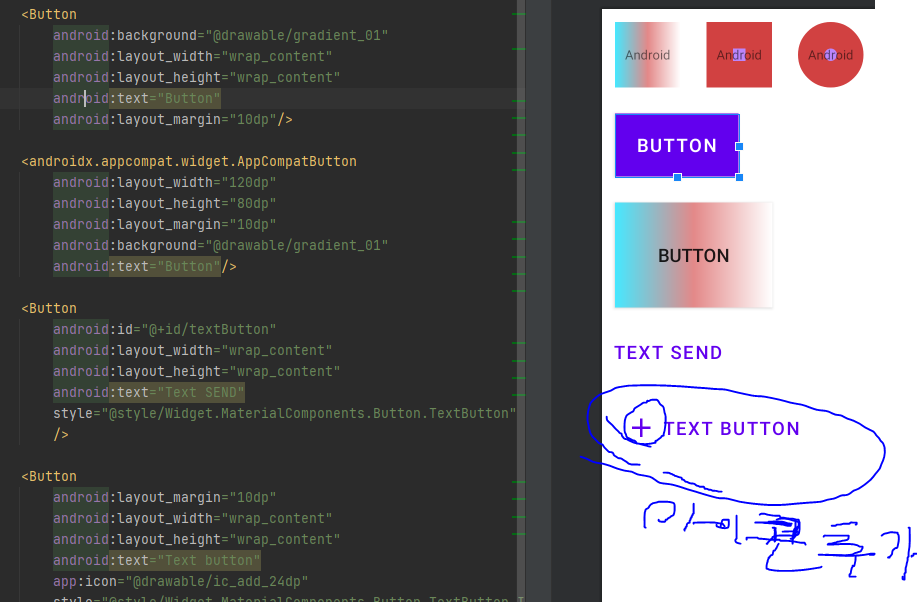 <Button
android:background="@drawable/gradient_01"
android:layout_width="wrap_content"
android:layout_height="wrap_content"
android:text="Button"
android:layout_margin="10dp"/>
<androidx.appcompat.widget.AppCompatButton
android:layout_width="120dp"
android:layout_height="80dp"
android:layout_margin="10dp"
android:background="@drawable/gradient_01"
android:text="Button"/>
<Button
android:id="@+id/textButton"
android:layout_width="wrap_content"
android:layout_height="wrap_content"
android:text="Text SEND"
style="@style/Widget.MaterialComponents.Button.TextButton"
/>
<Button
android:layout_margin="10dp"
android:layout_width="wrap_content"
android:layout_height="wrap_content"
android:text="Text button"
app:icon="@drawable/ic_add_24dp"
style="@style/Widget.MaterialComponents.Button.TextButton
Android Android Android
BUTTON
BUTTON
TEXT SEND
+ TEXT BUTTON
아이콘 추가